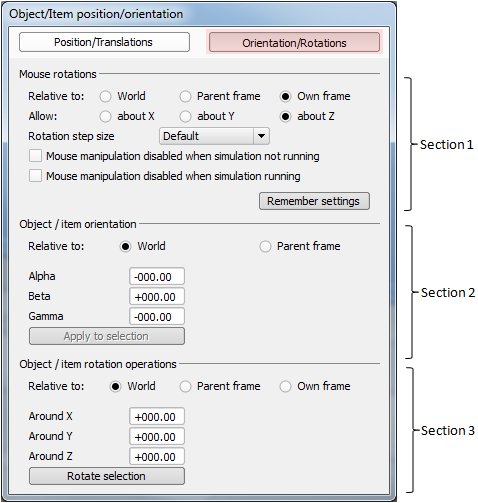 Object/Item position/orientation
Position/Translations Orientation/Rotations
Mouse rotations
Relative to: World Parent frame Own frame
Allow: about X about Y about Z
Rotation step size Default
Mouse manipulation disabled when simulation not running
Mouse manipulation disabled when simulation running
Remember settings
Section 1
Object / item orientation
Relative to: World Parent frame
Alpha -000.00
Beta +000.00
Gamma -000.00
Apply to selection
Section 2
Object / item rotation operations
Relative to: World Parent frame Own frame
Around X +000.00
Around Y +000.00
Around Z +000.00
Rotate selection
Section 3